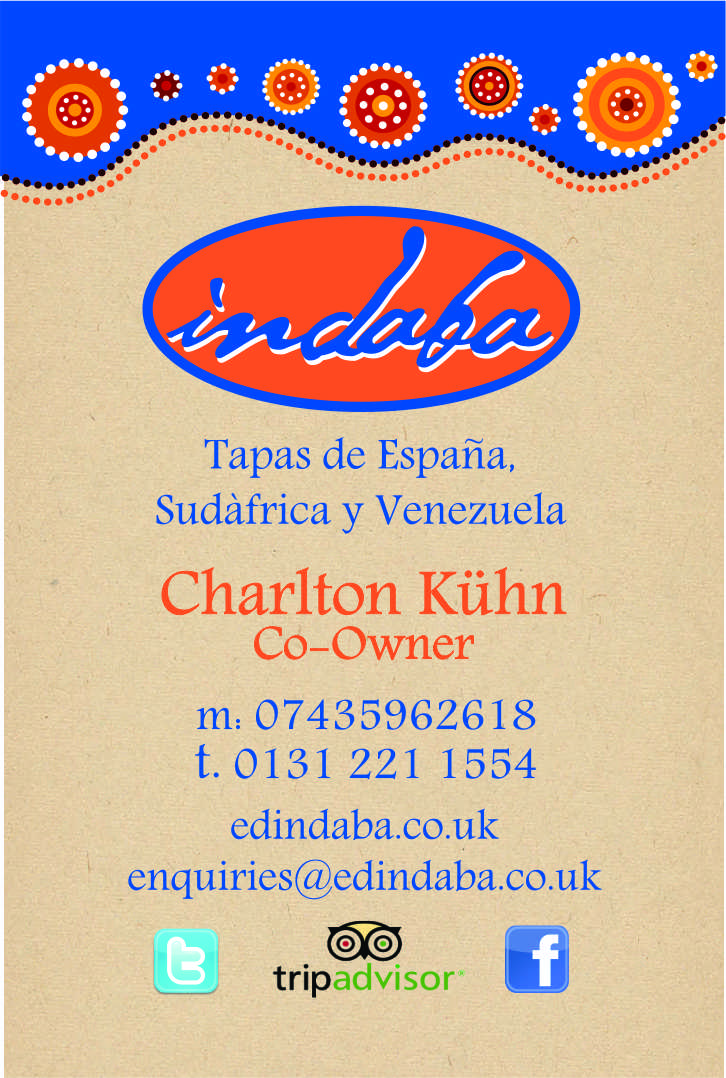 indaba
Tapas de España,
Sudàfrica y Venezuela
Charlton Kühn
Co-Owner
m: 07435962618
t. 0131 221 1554
edindaba.co.uk
enquiries@edindaba.co.uk
t
tripadvisor®
f